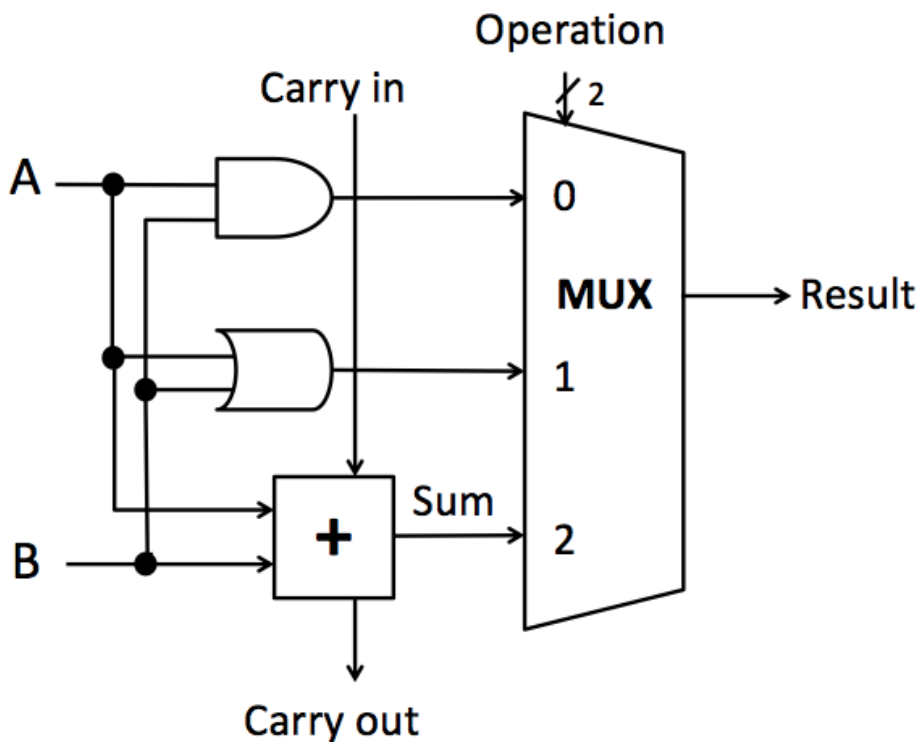 Operation
2
Carry in
A
0
MUX
Result
1
Sum
+
2
B
Carry out